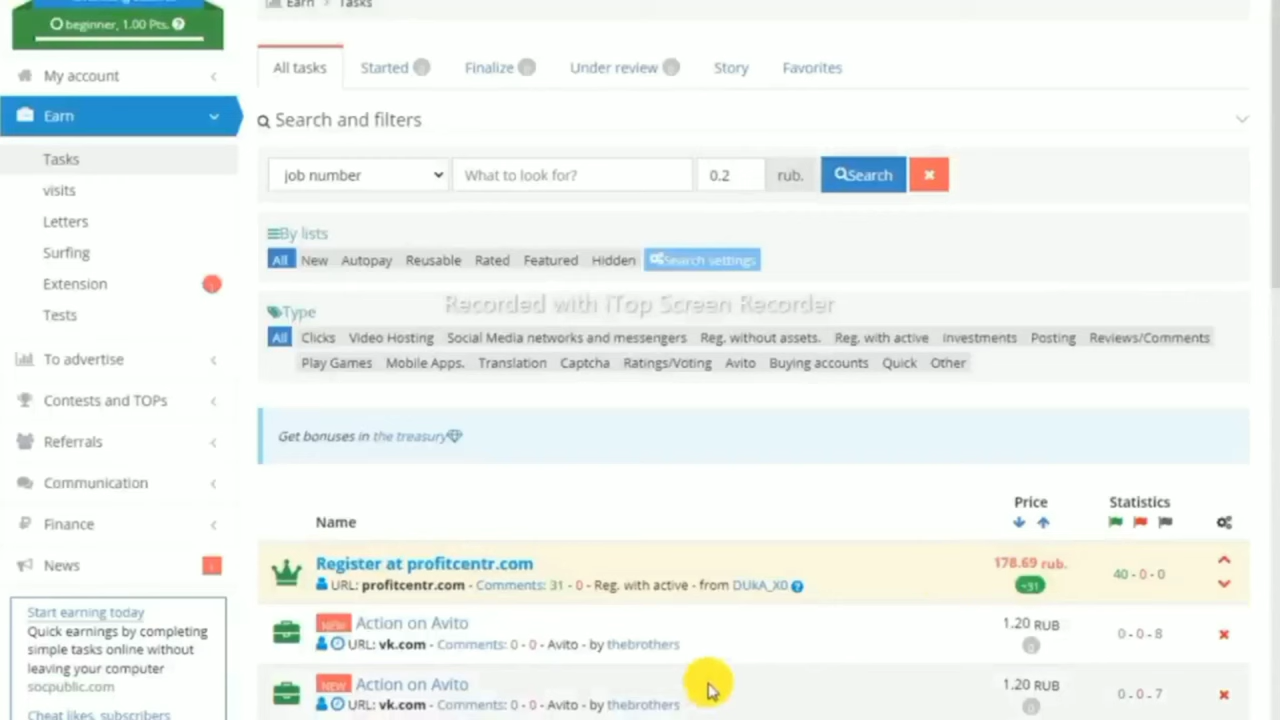 beginner, 1.00 Pts.
Earn > Tasks
My account
Earn
Tasks
visits
Letters
Surfing
Extension
Tests
To advertise
Contests and TOPs
Referrals
Communication
Finance
News
Start earning today
Quick earnings by completing
simple tasks online without
leaving your computer
socpublic.com
Cheat likes, subscribers
All tasks Started Finalize Under review Story Favorites
Search and filters
job number What to look for? 0.2 rub. Search
By lists
All New Autopay Reusable Rated Featured Hidden Search settings
Recorded with iTop Screen Recorder
Type
All Clicks Video Hosting Social Media networks and messengers Reg. without assets. Reg. with active Investments Posting Reviews/Comments
Play Games Mobile Apps. Translation Captcha Ratings/Voting Avito Buying accounts Quick Other
Get bonuses in the treasury
Name Price Statistics
Register at profitcentr.com 178.69 rub. 40 - 0 - 0
URL: profitcentr.com - Comments: 31 - 0 - Reg. with active - from DUKA_X0 +31
NEW Action on Avito 1.20 RUB 0 - 0 - 8
URL: vk.com - Comments: 0 - 0 - Avito - by thebrothers 0
NEW Action on Avito 1.20 RUB 0 - 0 - 7
URL: vk.com - Comments: 0 - 0 - Avito - by thebrothers 0